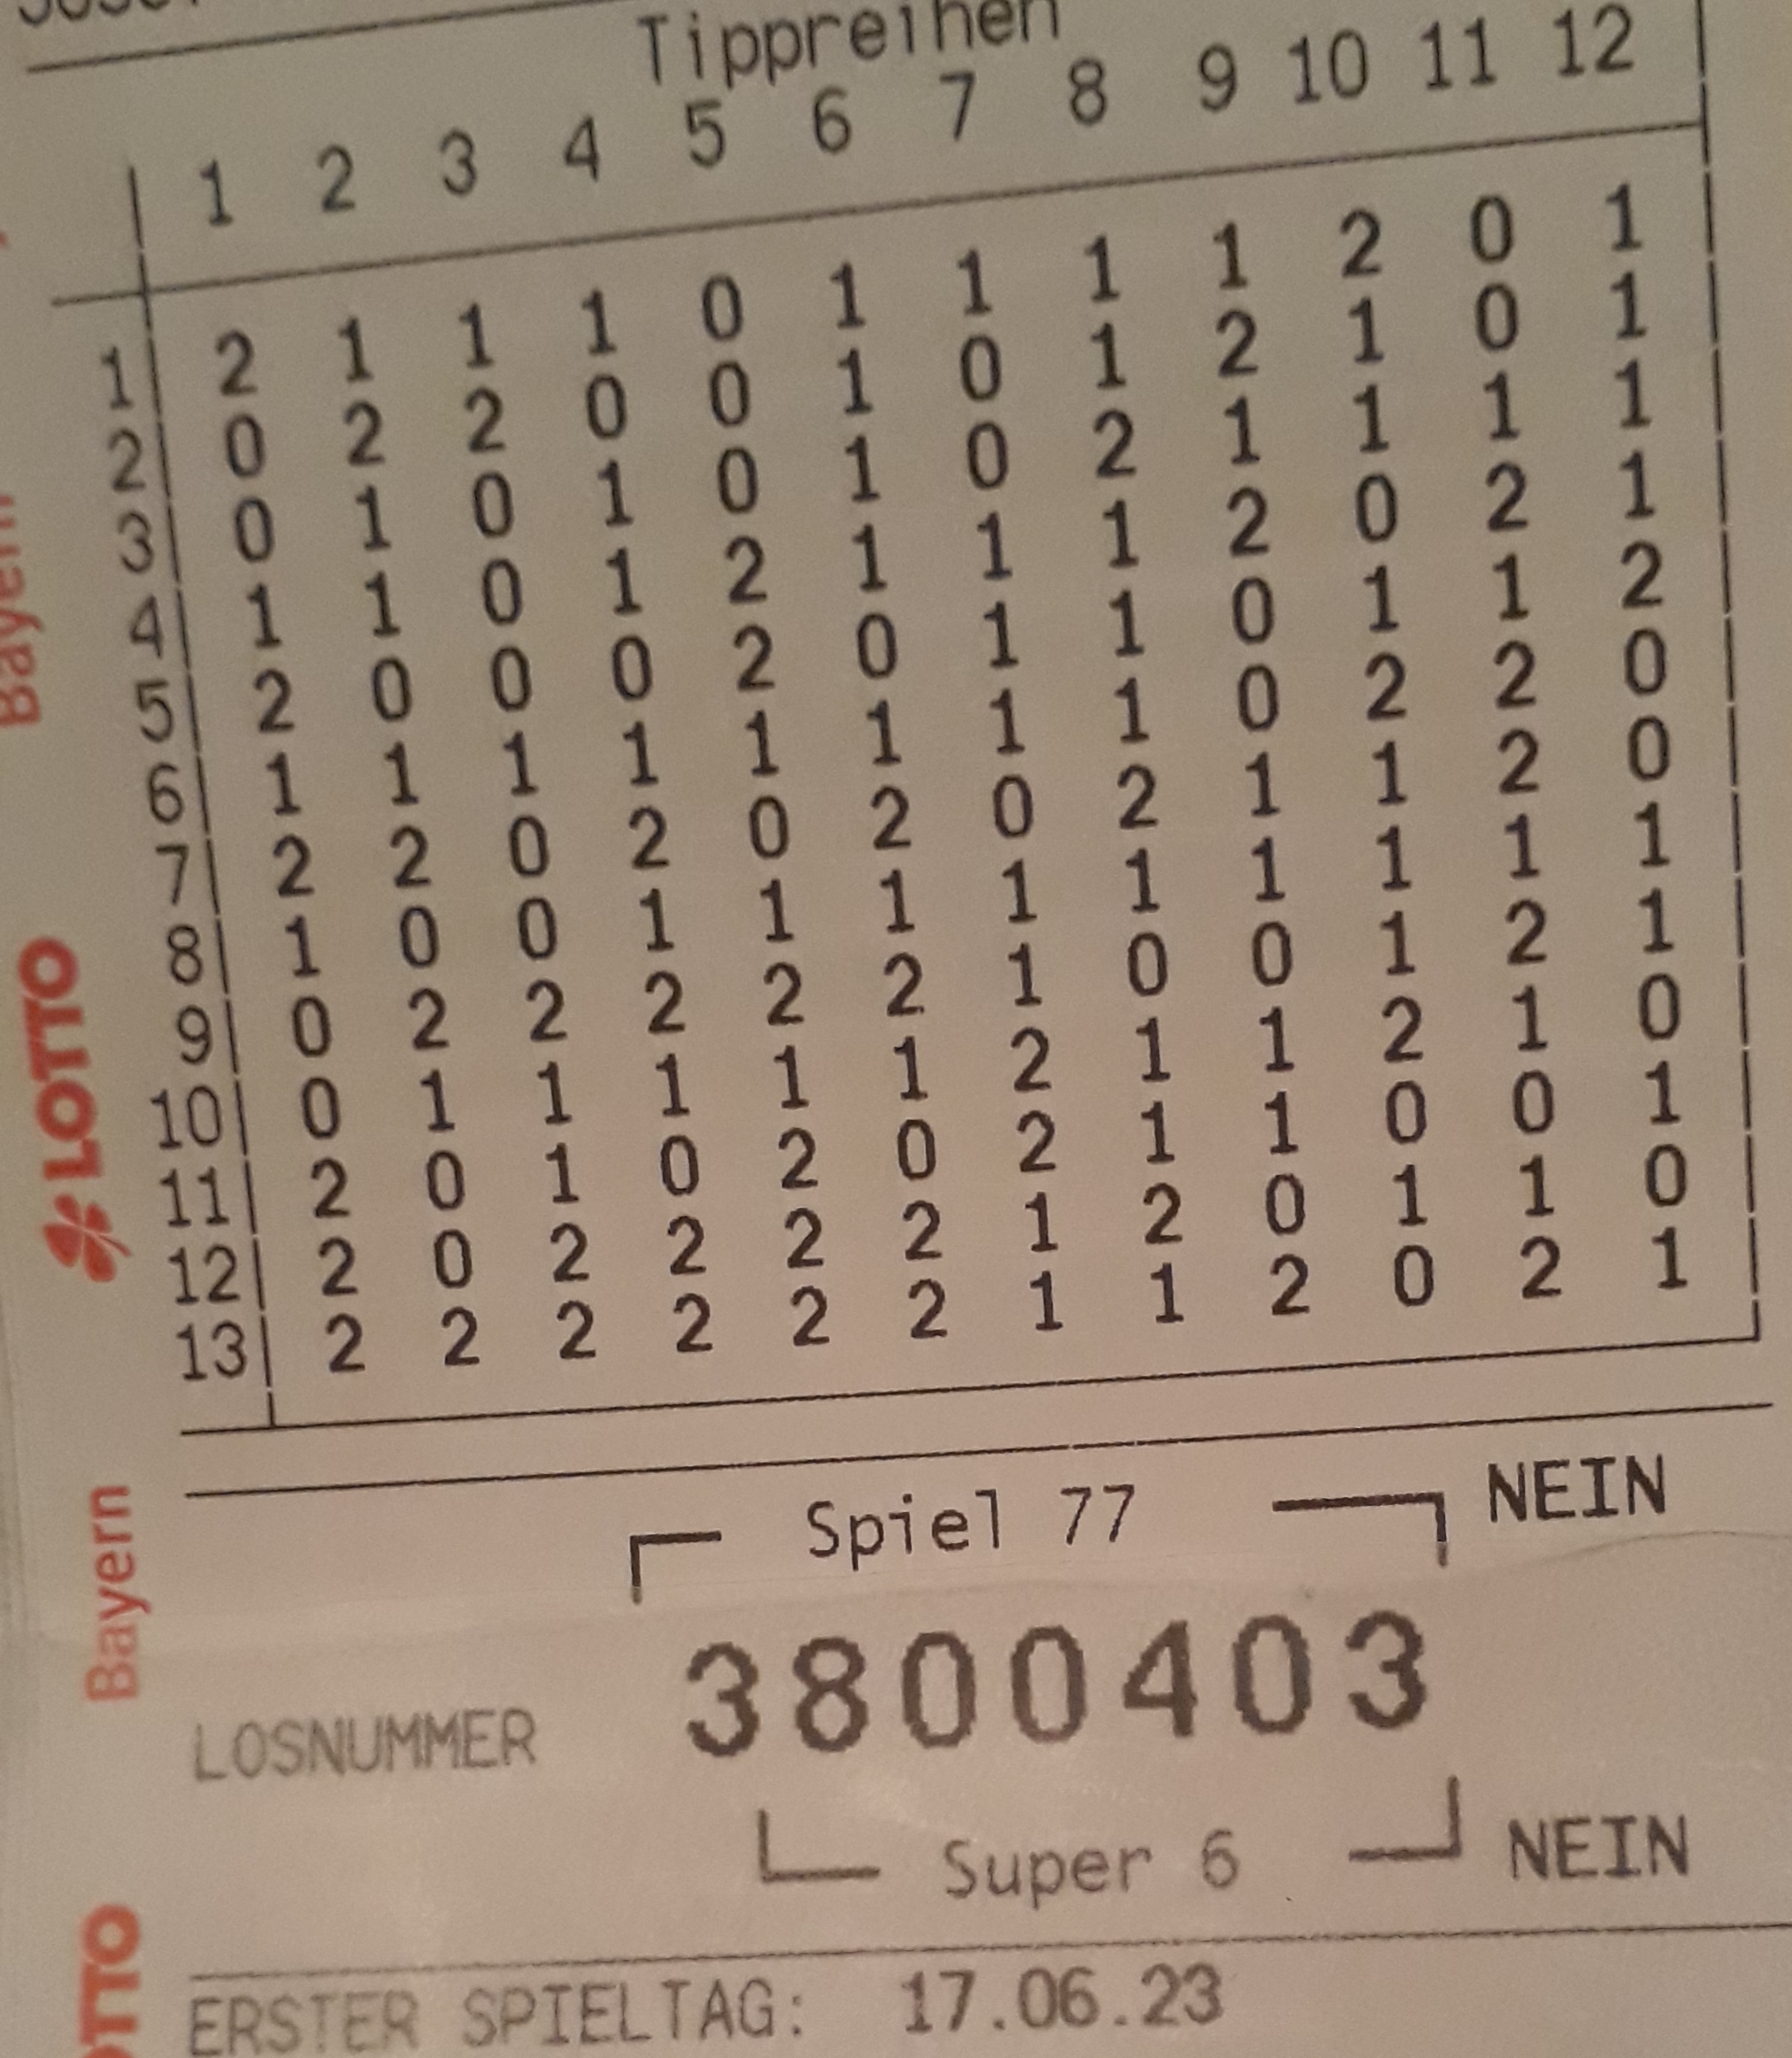 Tippreihen
1 2 3 4 5 6 7 8 9 10 11 12
1 2 1 1 1 0 1 1 1 1 2 0 1
2 0 2 2 0 0 1 0 1 2 1 0 1
3 0 1 0 1 0 1 0 2 1 1 1 1
4 1 1 0 1 2 1 1 1 2 0 2 1
5 2 0 0 0 2 0 1 1 0 1 1 2
6 1 1 1 1 1 1 1 1 0 2 2 0
7 2 2 0 2 0 2 0 2 1 1 2 0
8 1 0 0 1 1 1 1 1 1 1 1 1
9 0 2 2 2 2 2 1 0 0 1 2 1
10 0 1 1 1 1 1 2 1 1 2 1 0
11 2 0 1 0 2 0 2 1 1 0 0 1
12 2 0 2 2 2 2 1 2 0 1 1 0
13 2 2 2 2 2 2 1 1 2 0 2 1
Spiel 77 NEIN
LOSNUMMER 3800403
Super 6 NEIN
ERSTER SPIELTAG: 17.06.23
Bayern
LOTTO
Bayern
LOTTO